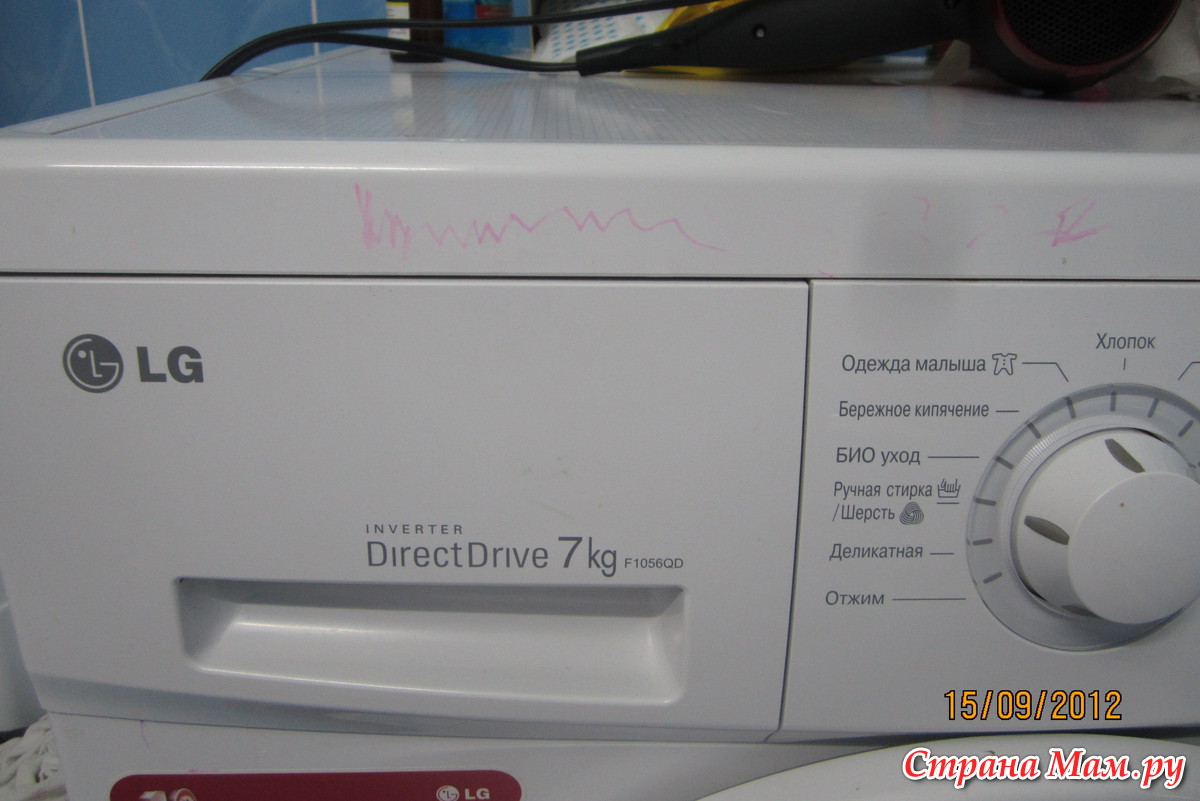 LG
INVERTER
DirectDrive 7kg F1056QD
Хлопок
Одежда малыша
Бережное кипячение
БИО уход
Ручная стирка
/Шерсть
Деликатная
Отжим
15/09/2012
LG
Страна Мам.ру